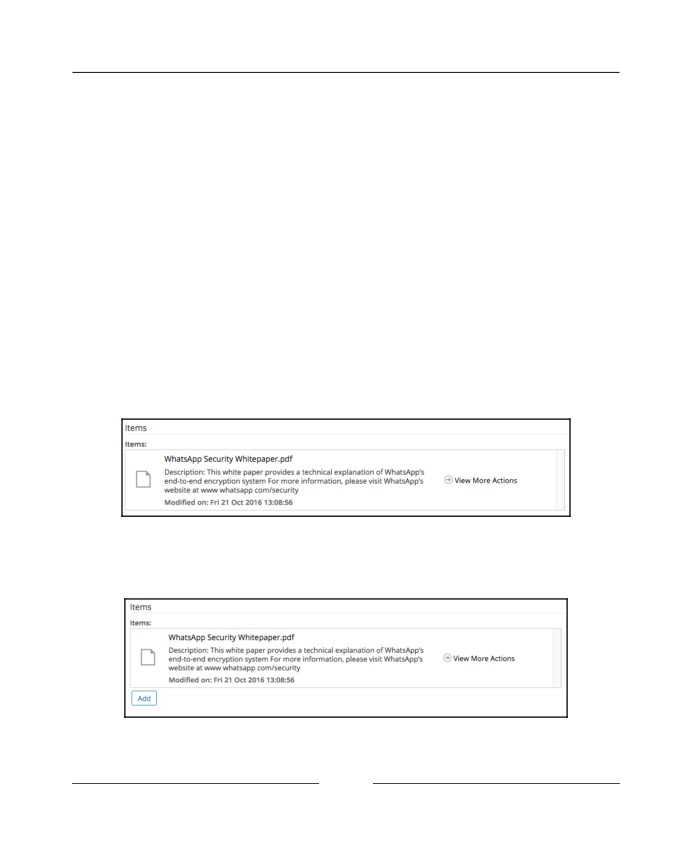 Items
Items:
WhatsApp Security Whitepaper.pdf
Description: This white paper provides a technical explanation of WhatsApp's
end-to-end encryption system For more information, please visit WhatsApp's
website at www whatsapp com/security
View More Actions
Modified on: Fri 21 Oct 2016 13:08:56
Items
Items:
WhatsApp Security Whitepaper.pdf
Description: This white paper provides a technical explanation of WhatsApp's
end-to-end encryption system For more information, please visit WhatsApp's
website at www whatsapp com/security
View More Actions
Modified on: Fri 21 Oct 2016 13:08:56
Add